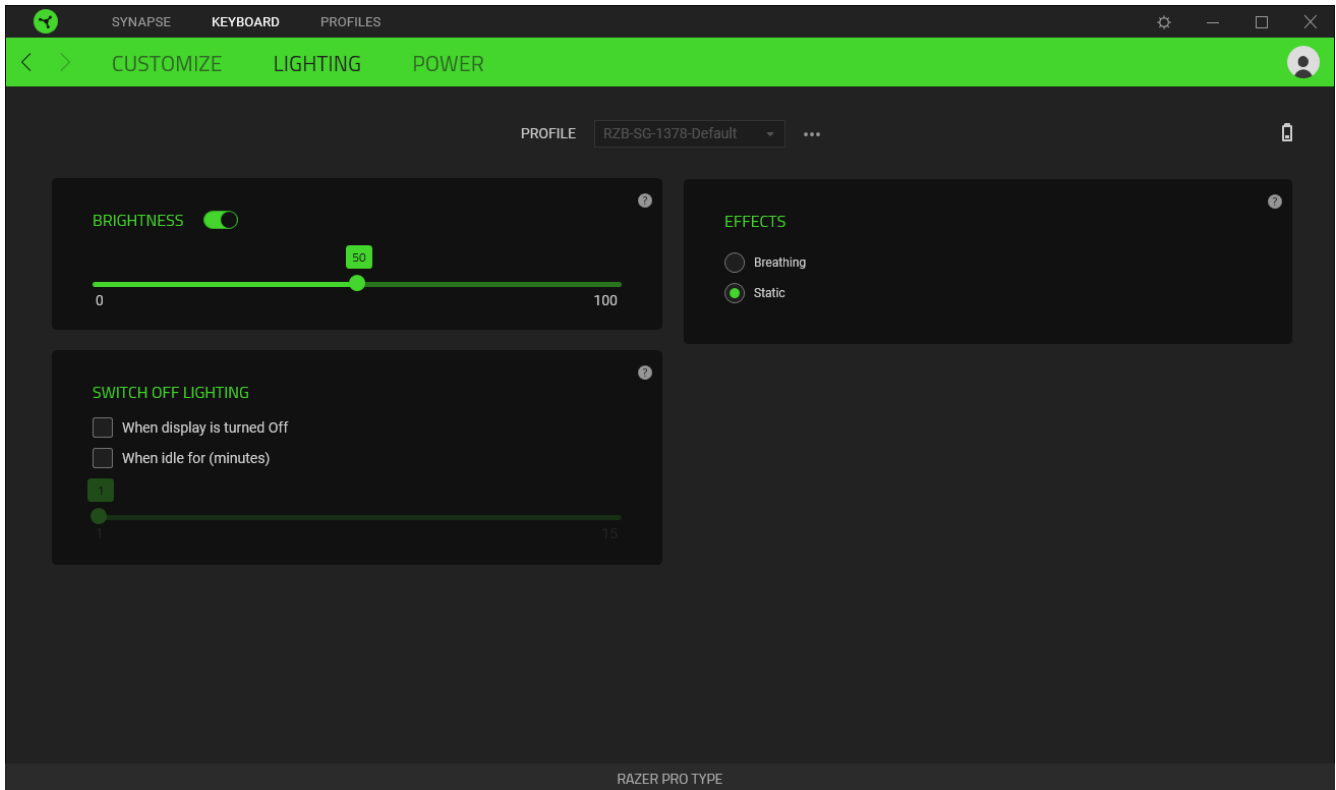 SYNAPSE KEYBOARD PROFILES
CUSTOMIZE LIGHTING POWER
PROFILE RZB-SG-1378-Default
BRIGHTNESS
50
0 100
EFFECTS
Breathing
Static
SWITCH OFF LIGHTING
When display is turned Off
When idle for (minutes)
1
1 15
RAZER PRO TYPE